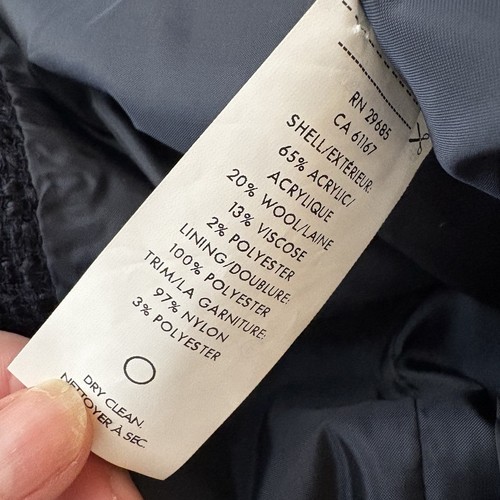 RN 29685
CA 61167
SHELL/EXTÉRIEUR:
65% ACRYLIC/
ACRYLIQUE
20% WOOL/LAINE
13% VISCOSE
2% POLYESTER
LINING/DOUBLURE:
100% POLYESTER
TRIM/LA GARNITURE:
97% NYLON
3% POLYESTER
DRY CLEAN.
NETTOYER À SEC.